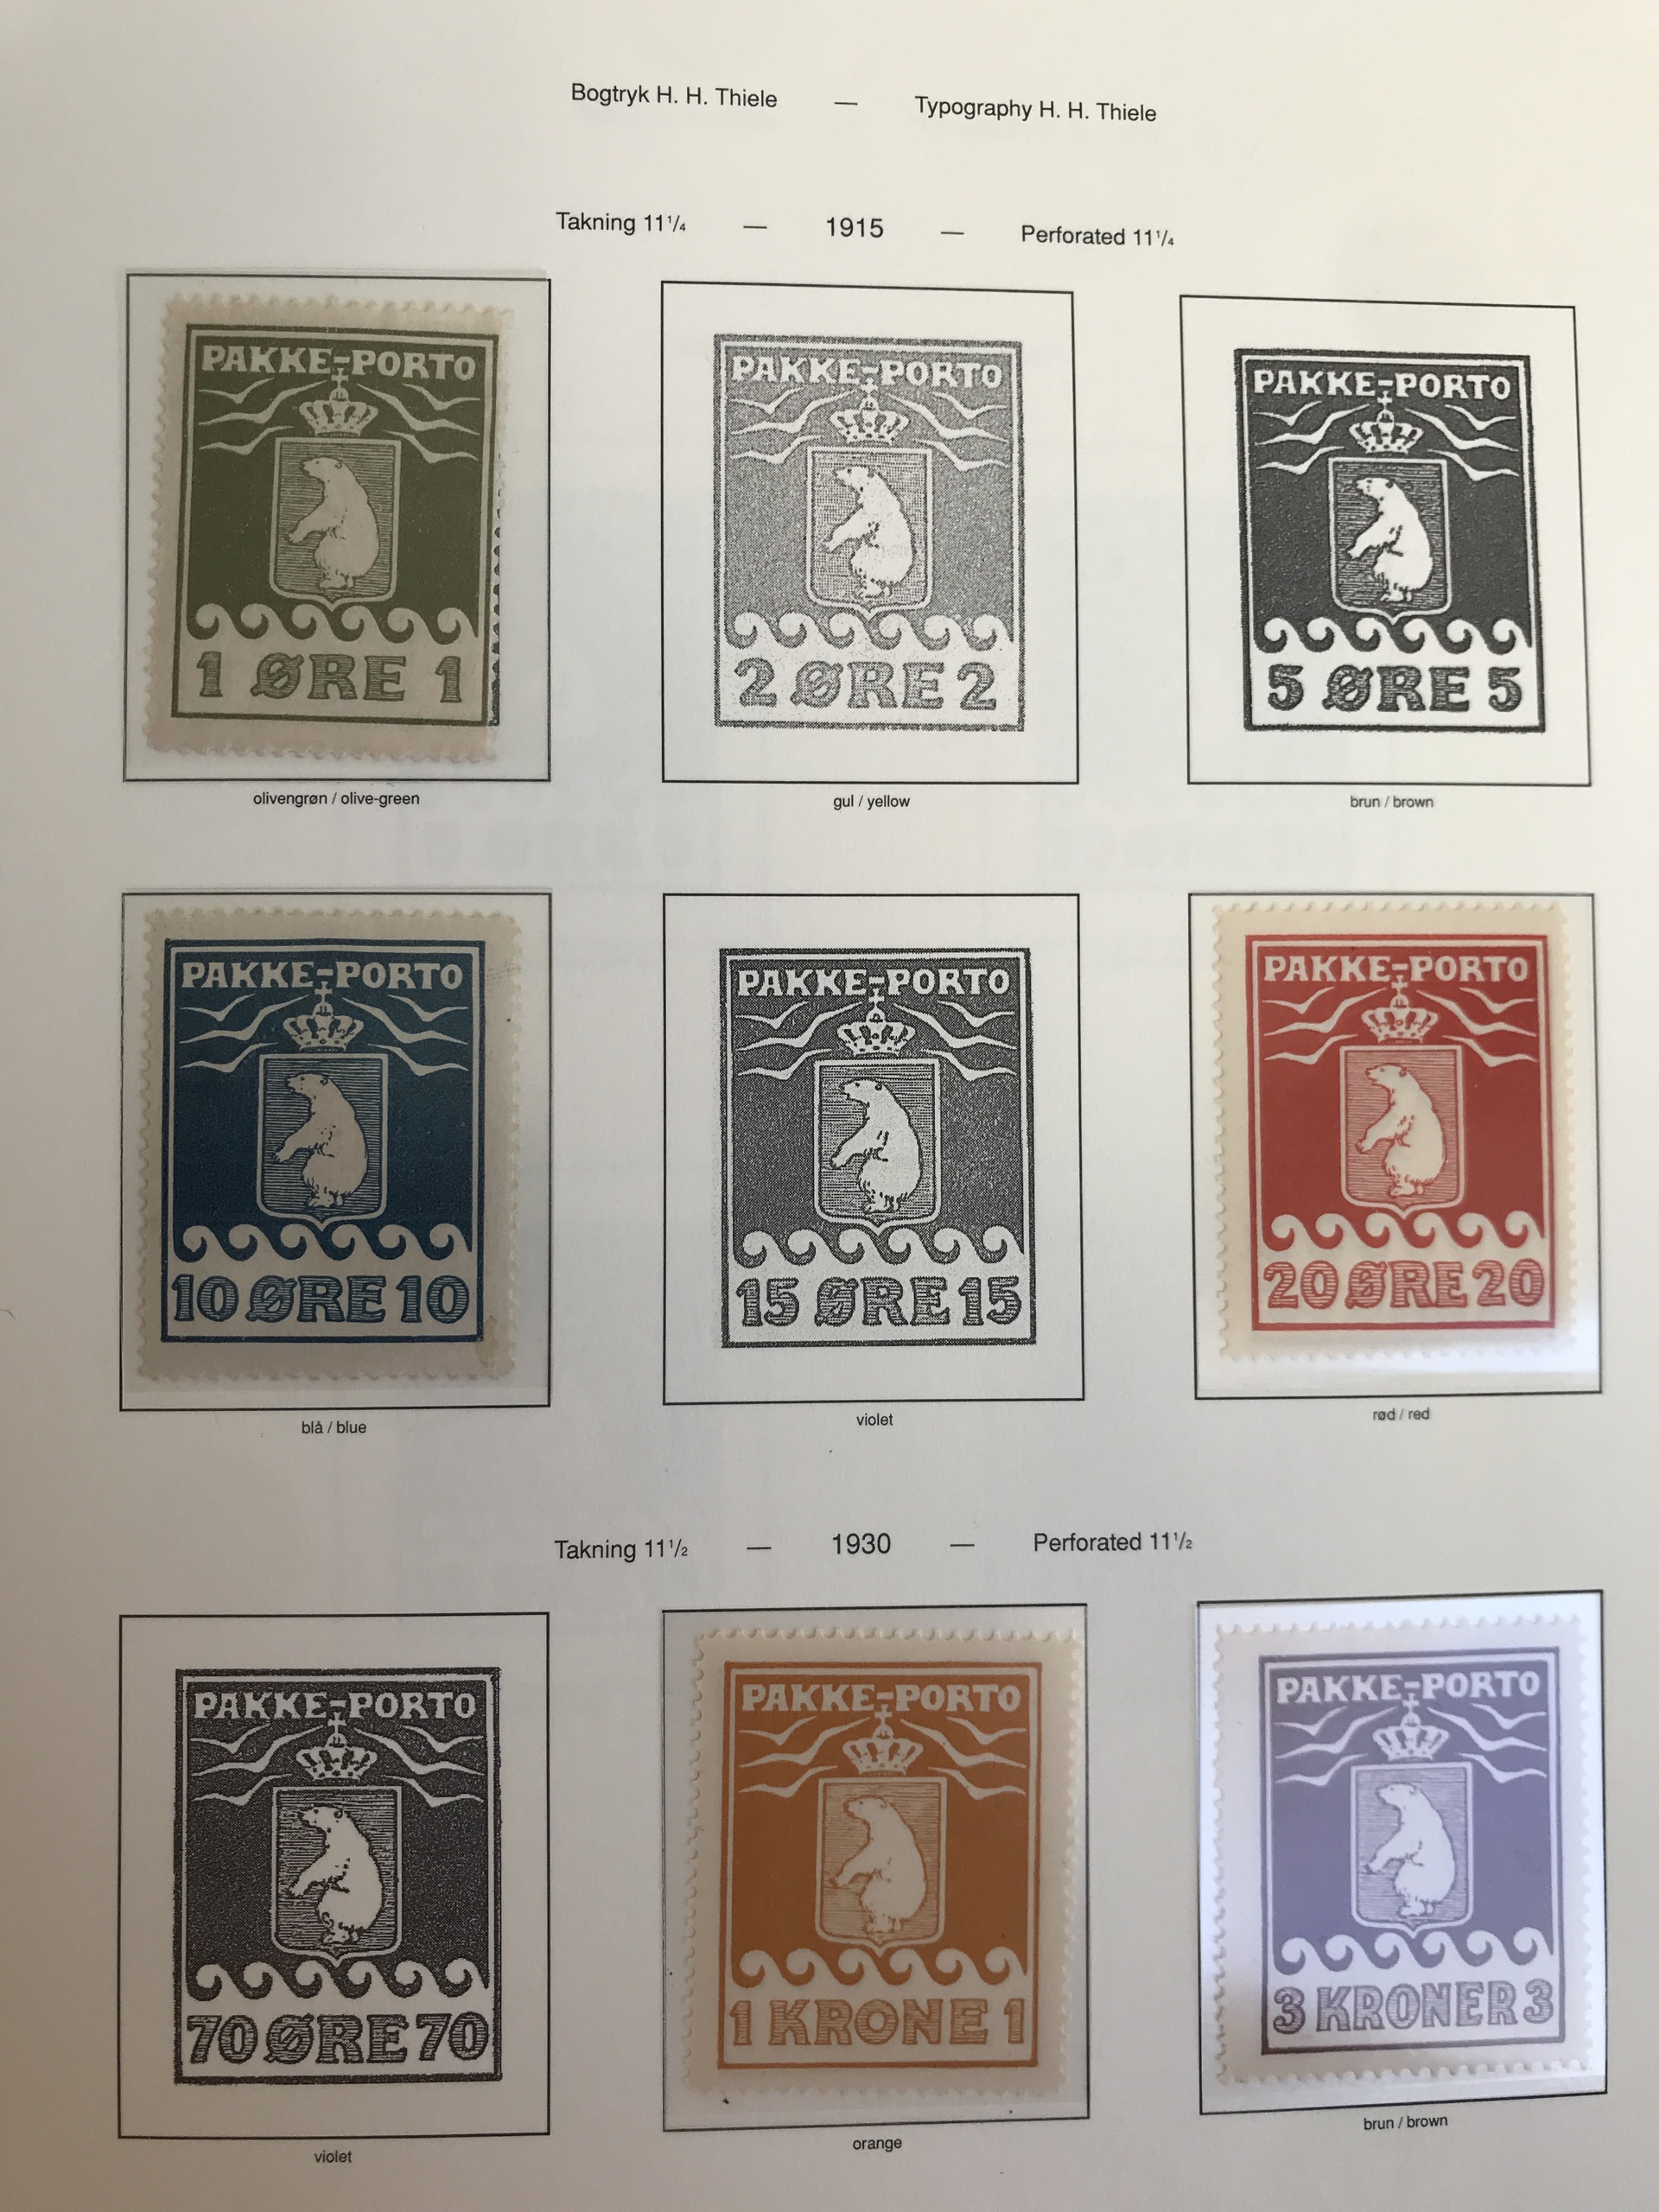 Bogtryk H. H. Thiele — Typography H. H. Thiele
Takning 11¹/₄ — 1915 — Perforated 11¹/₄
PAKKE-PORTO
1 ØRE 1
olivengrøn / olive-green
PAKKE-PORTO
2 ØRE 2
gul / yellow
PAKKE-PORTO
5 ØRE 5
brun / brown
PAKKE-PORTO
10 ØRE 10
blå / blue
PAKKE-PORTO
15 ØRE 15
violet
PAKKE-PORTO
20 ØRE 20
rød / red
Takning 11¹/₂ — 1930 — Perforated 11¹/₂
PAKKE-PORTO
70 ØRE 70
violet
PAKKE-PORTO
1 KRONE 1
orange
PAKKE-PORTO
3 KRONER 3
brun / brown